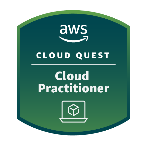 aws
CLOUD QUEST
Cloud
Practitioner